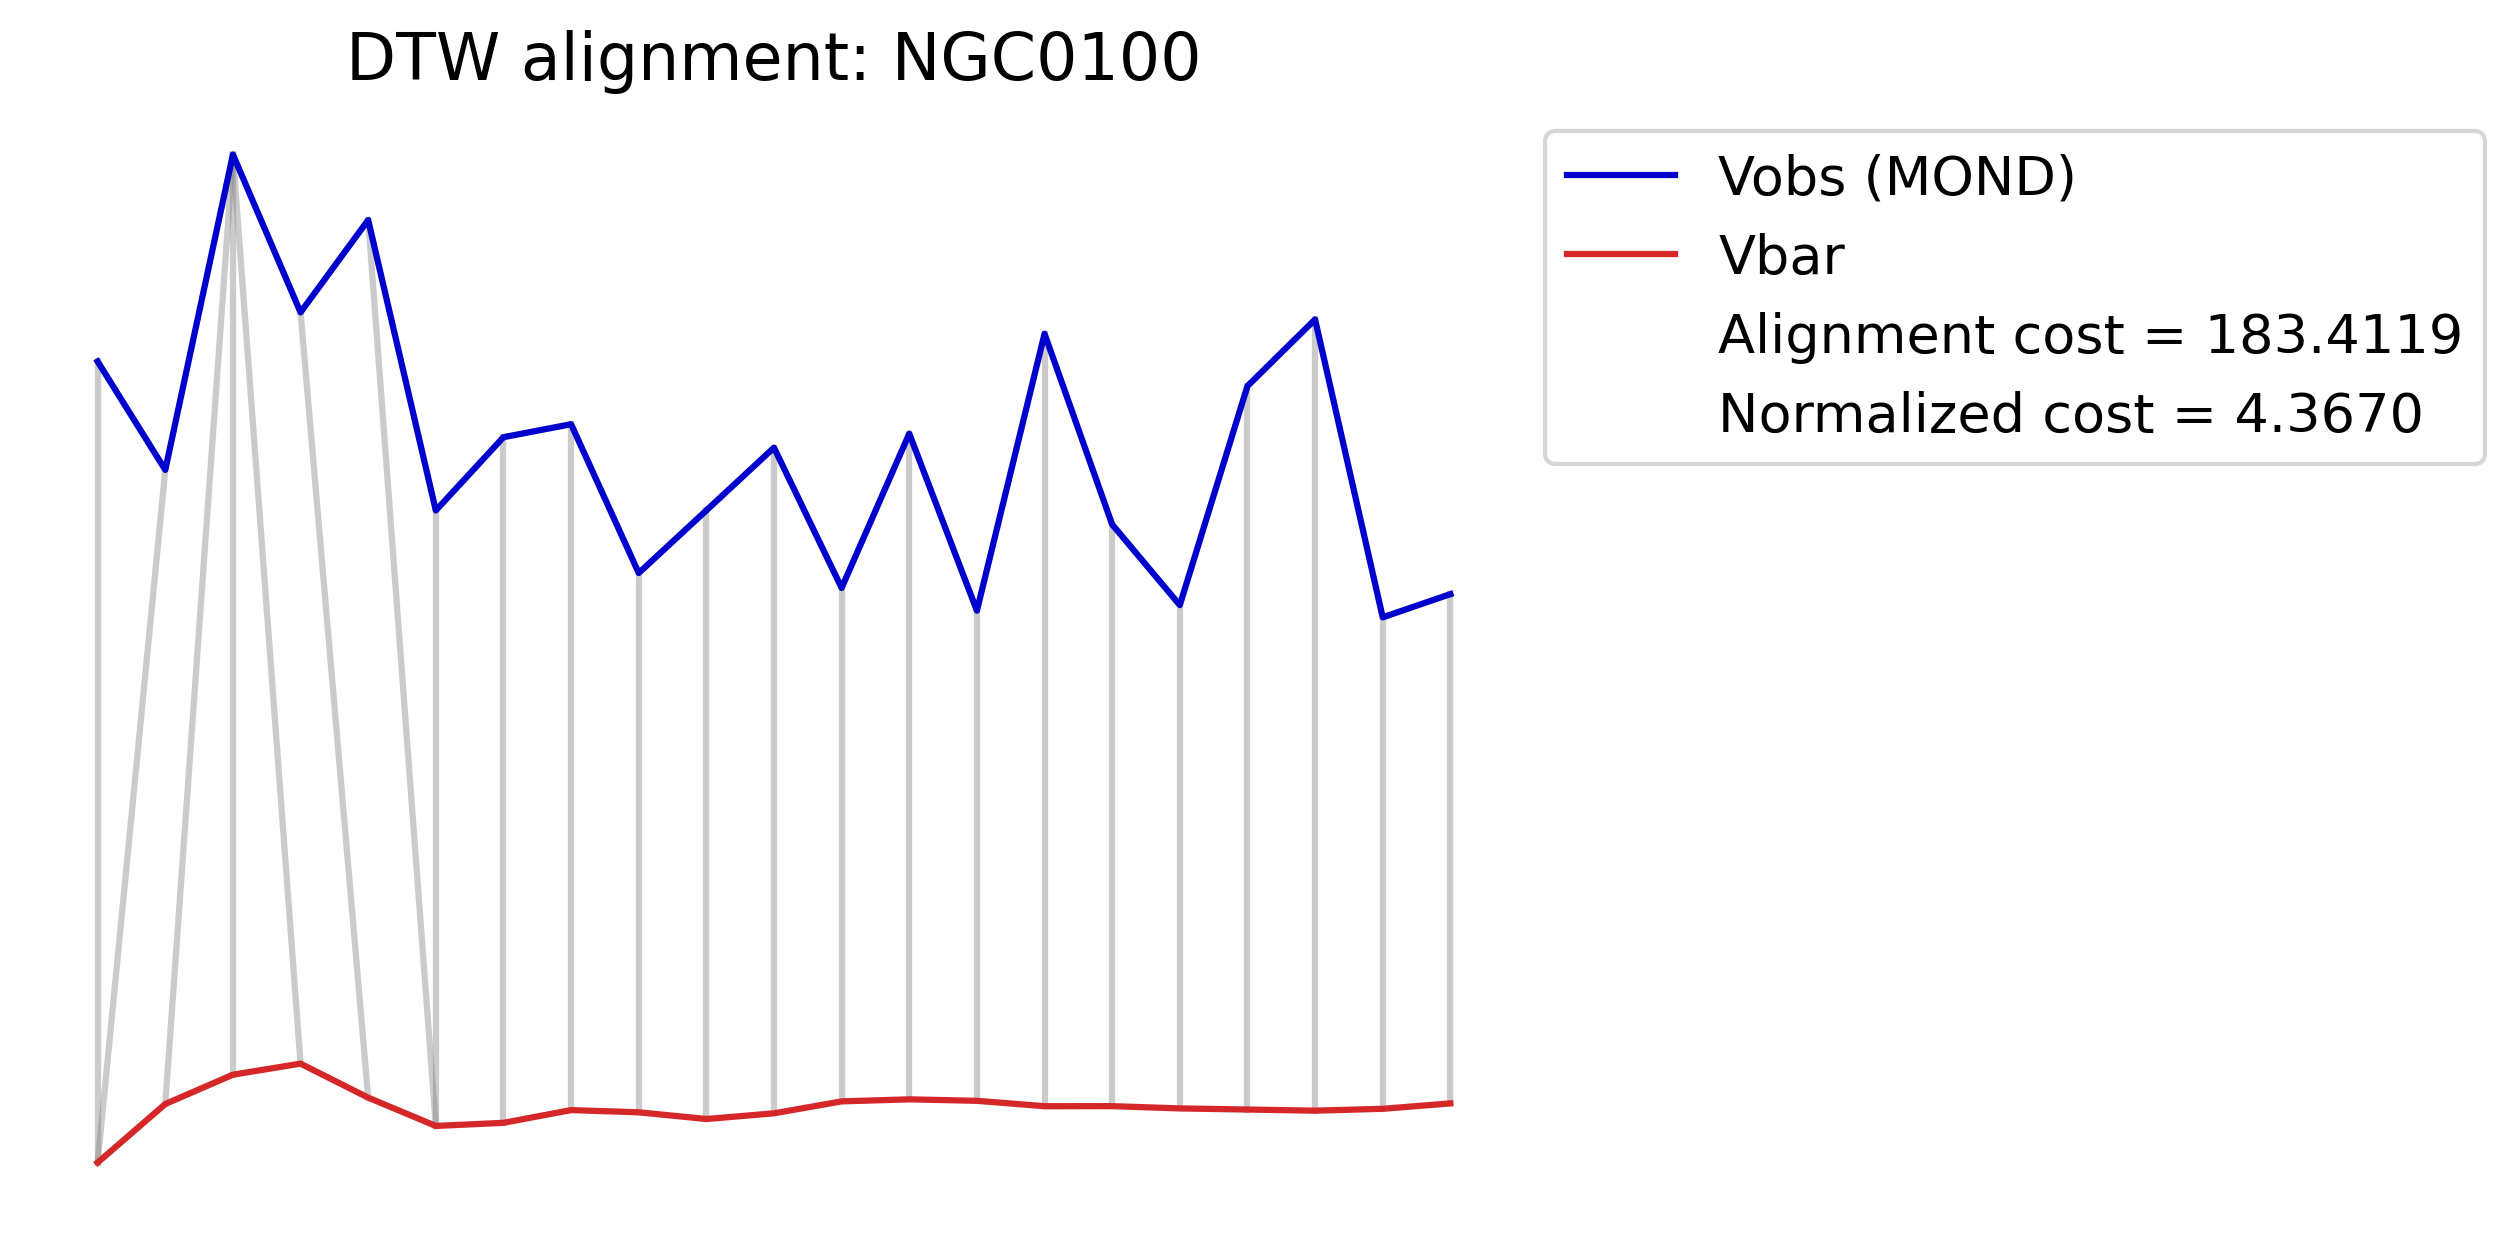 DTW alignment: NGC0100
Vobs (MOND)
Vbar
Alignment cost = 183.4119
Normalized cost = 4.3670